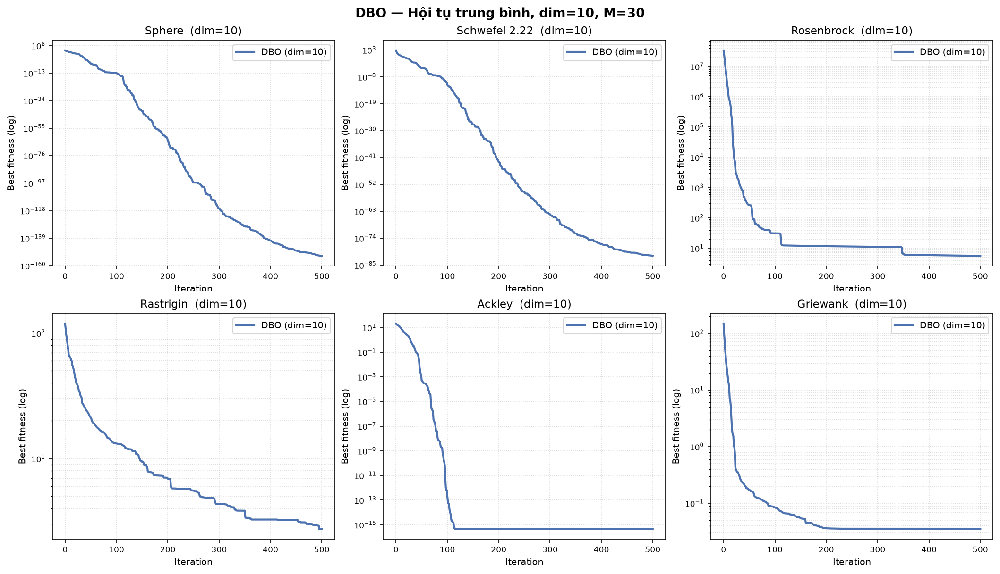 DBO — Hội tụ trung bình, dim=10, M=30
Sphere (dim=10)
Best fitness (log)
10^8
10^−13
10^−34
10^−55
10^−76
10^−97
10^−118
10^−139
10^−160
DBO (dim=10)
0 100 200 300 400 500
Iteration
Schwefel 2.22 (dim=10)
Best fitness (log)
10^3
10^−8
10^−19
10^−30
10^−41
10^−52
10^−63
10^−74
10^−85
DBO (dim=10)
0 100 200 300 400 500
Iteration
Rosenbrock (dim=10)
Best fitness (log)
10^7
10^6
10^5
10^4
10^3
10^2
10^1
DBO (dim=10)
0 100 200 300 400 500
Iteration
Rastrigin (dim=10)
Best fitness (log)
10^2
10^1
DBO (dim=10)
0 100 200 300 400 500
Iteration
Ackley (dim=10)
Best fitness (log)
10^1
10^−1
10^−3
10^−5
10^−7
10^−9
10^−11
10^−13
10^−15
DBO (dim=10)
0 100 200 300 400 500
Iteration
Griewank (dim=10)
Best fitness (log)
10^2
10^1
10^0
10^−1
DBO (dim=10)
0 100 200 300 400 500
Iteration